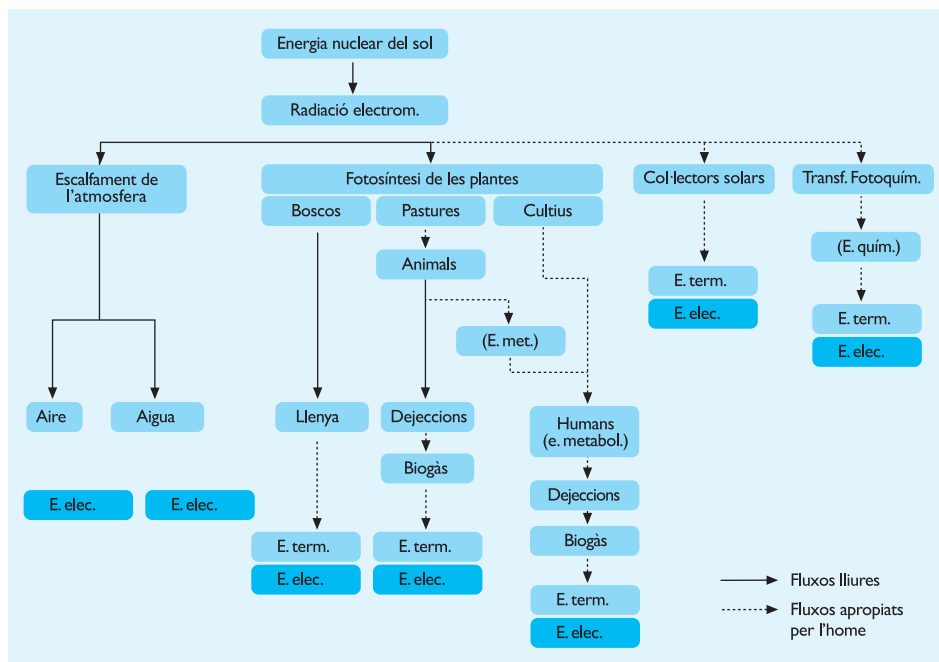 Energia nuclear del sol
Radiació electrom.
Escalfament de
l'atmosfera
Fotosíntesi de les plantes
Col·lectors solars
Transf. Fotoquím.
Boscos
Pastures
Cultius
Animals
(E. quím.)
E. term.
E. elec.
E. term.
E. elec.
(E. met.)
Aire
Aigua
Llenya
Dejeccions
Humans
(e. metabol.)
Biogàs
E. elec.
E. elec.
Dejeccions
Biogàs
E. term.
E. elec.
E. term.
E. elec.
E. term.
E. elec.
Fluxos lliures
Fluxos apropiats
per l'home